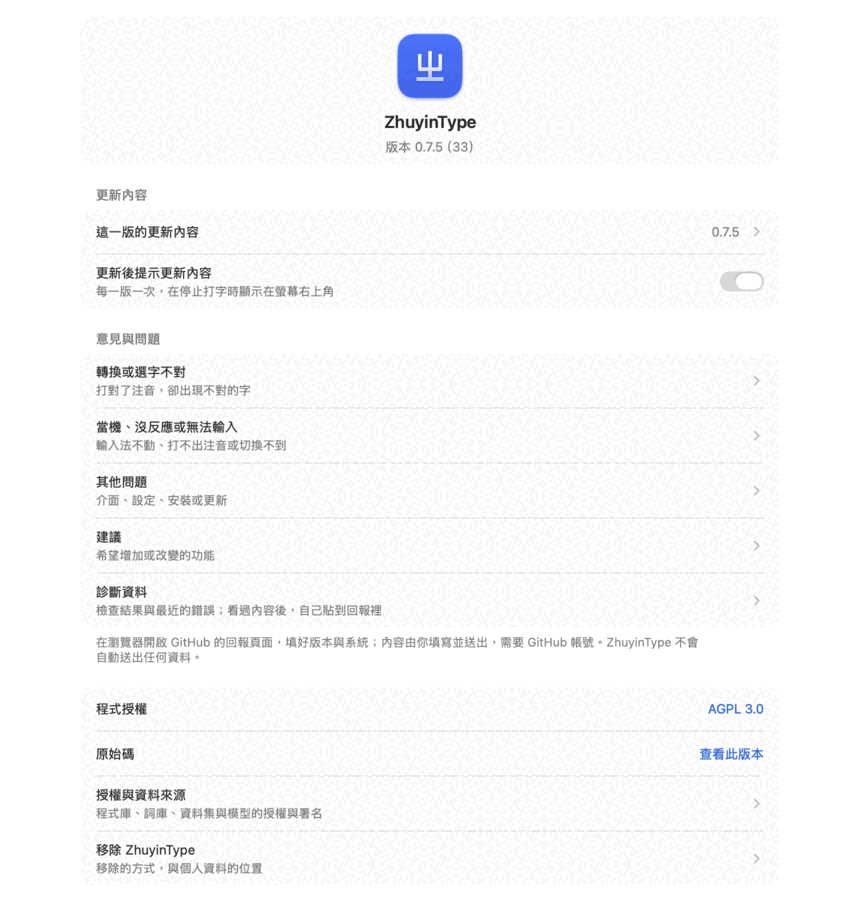 ㄓ
ZhuyinType
版本 0.7.5 (33)
更新內容
這一版的更新內容 0.7.5
更新後提示更新內容
每一版一次，在停止打字時顯示在螢幕右上角
意見與問題
轉換或選字不對
打對了注音，卻出現不對的字
當機、沒反應或無法輸入
輸入法不動、打不出注音或切換不到
其他問題
介面、設定、安裝或更新
建議
希望增加或改變的功能
診斷資料
檢查結果與最近的錯誤；看過內容後，自己貼到回報裡
在瀏覽器開啟 GitHub 的回報頁面，填好版本與系統；內容由你填寫並送出，需要 GitHub 帳號。ZhuyinType 不會
自動送出任何資料。
程式授權 AGPL 3.0
原始碼 查看此版本
授權與資料來源
程式庫、詞庫、資料集與模型的授權與署名
移除 ZhuyinType
移除的方式，與個人資料的位置